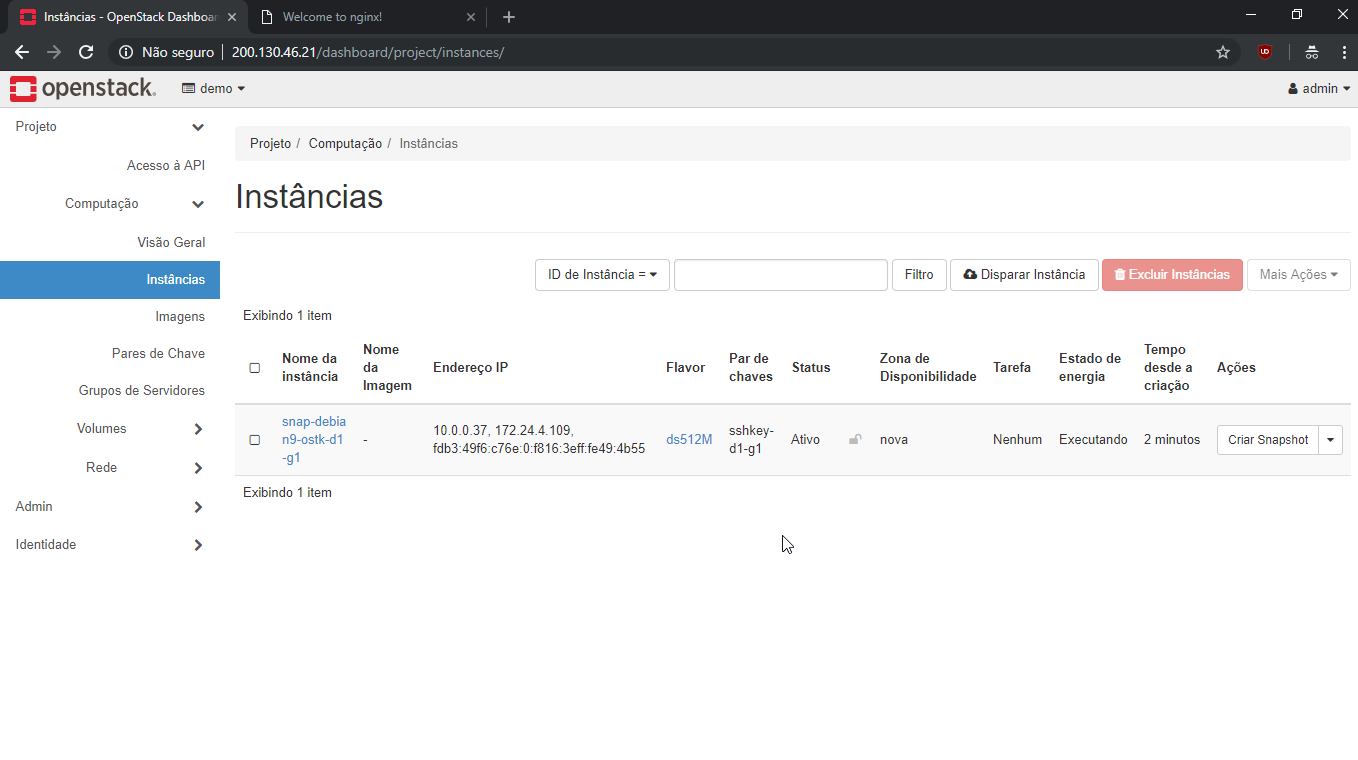 Instâncias - OpenStack Dashboar
Welcome to nginx!
Não seguro
200.130.46.21/dashboard/project/instances/
openstack.
demo
admin
Projeto
Acesso à API
Computação
Visão Geral
Instâncias
Imagens
Pares de Chave
Grupos de Servidores
Volumes
Rede
Admin
Identidade
Projeto / Computação / Instâncias
Instâncias
ID de Instância =
Filtro
Disparar Instância
Excluir Instâncias
Mais Ações
Exibindo 1 item
Nome da
instância
Nome
da
Imagem
Endereço IP
Flavor
Par de
chaves
Status
Zona de
Disponibilidade
Tarefa
Estado de
energia
Tempo
desde a
criação
Ações
snap-debia
n9-ostk-d1
-g1
-
10.0.0.37, 172.24.4.109,
fdb3:49f6:c76e:0:f816:3eff:fe49:4b55
ds512M
sshkey-
d1-g1
Ativo
nova
Nenhum
Executando
2 minutos
Criar Snapshot
Exibindo 1 item